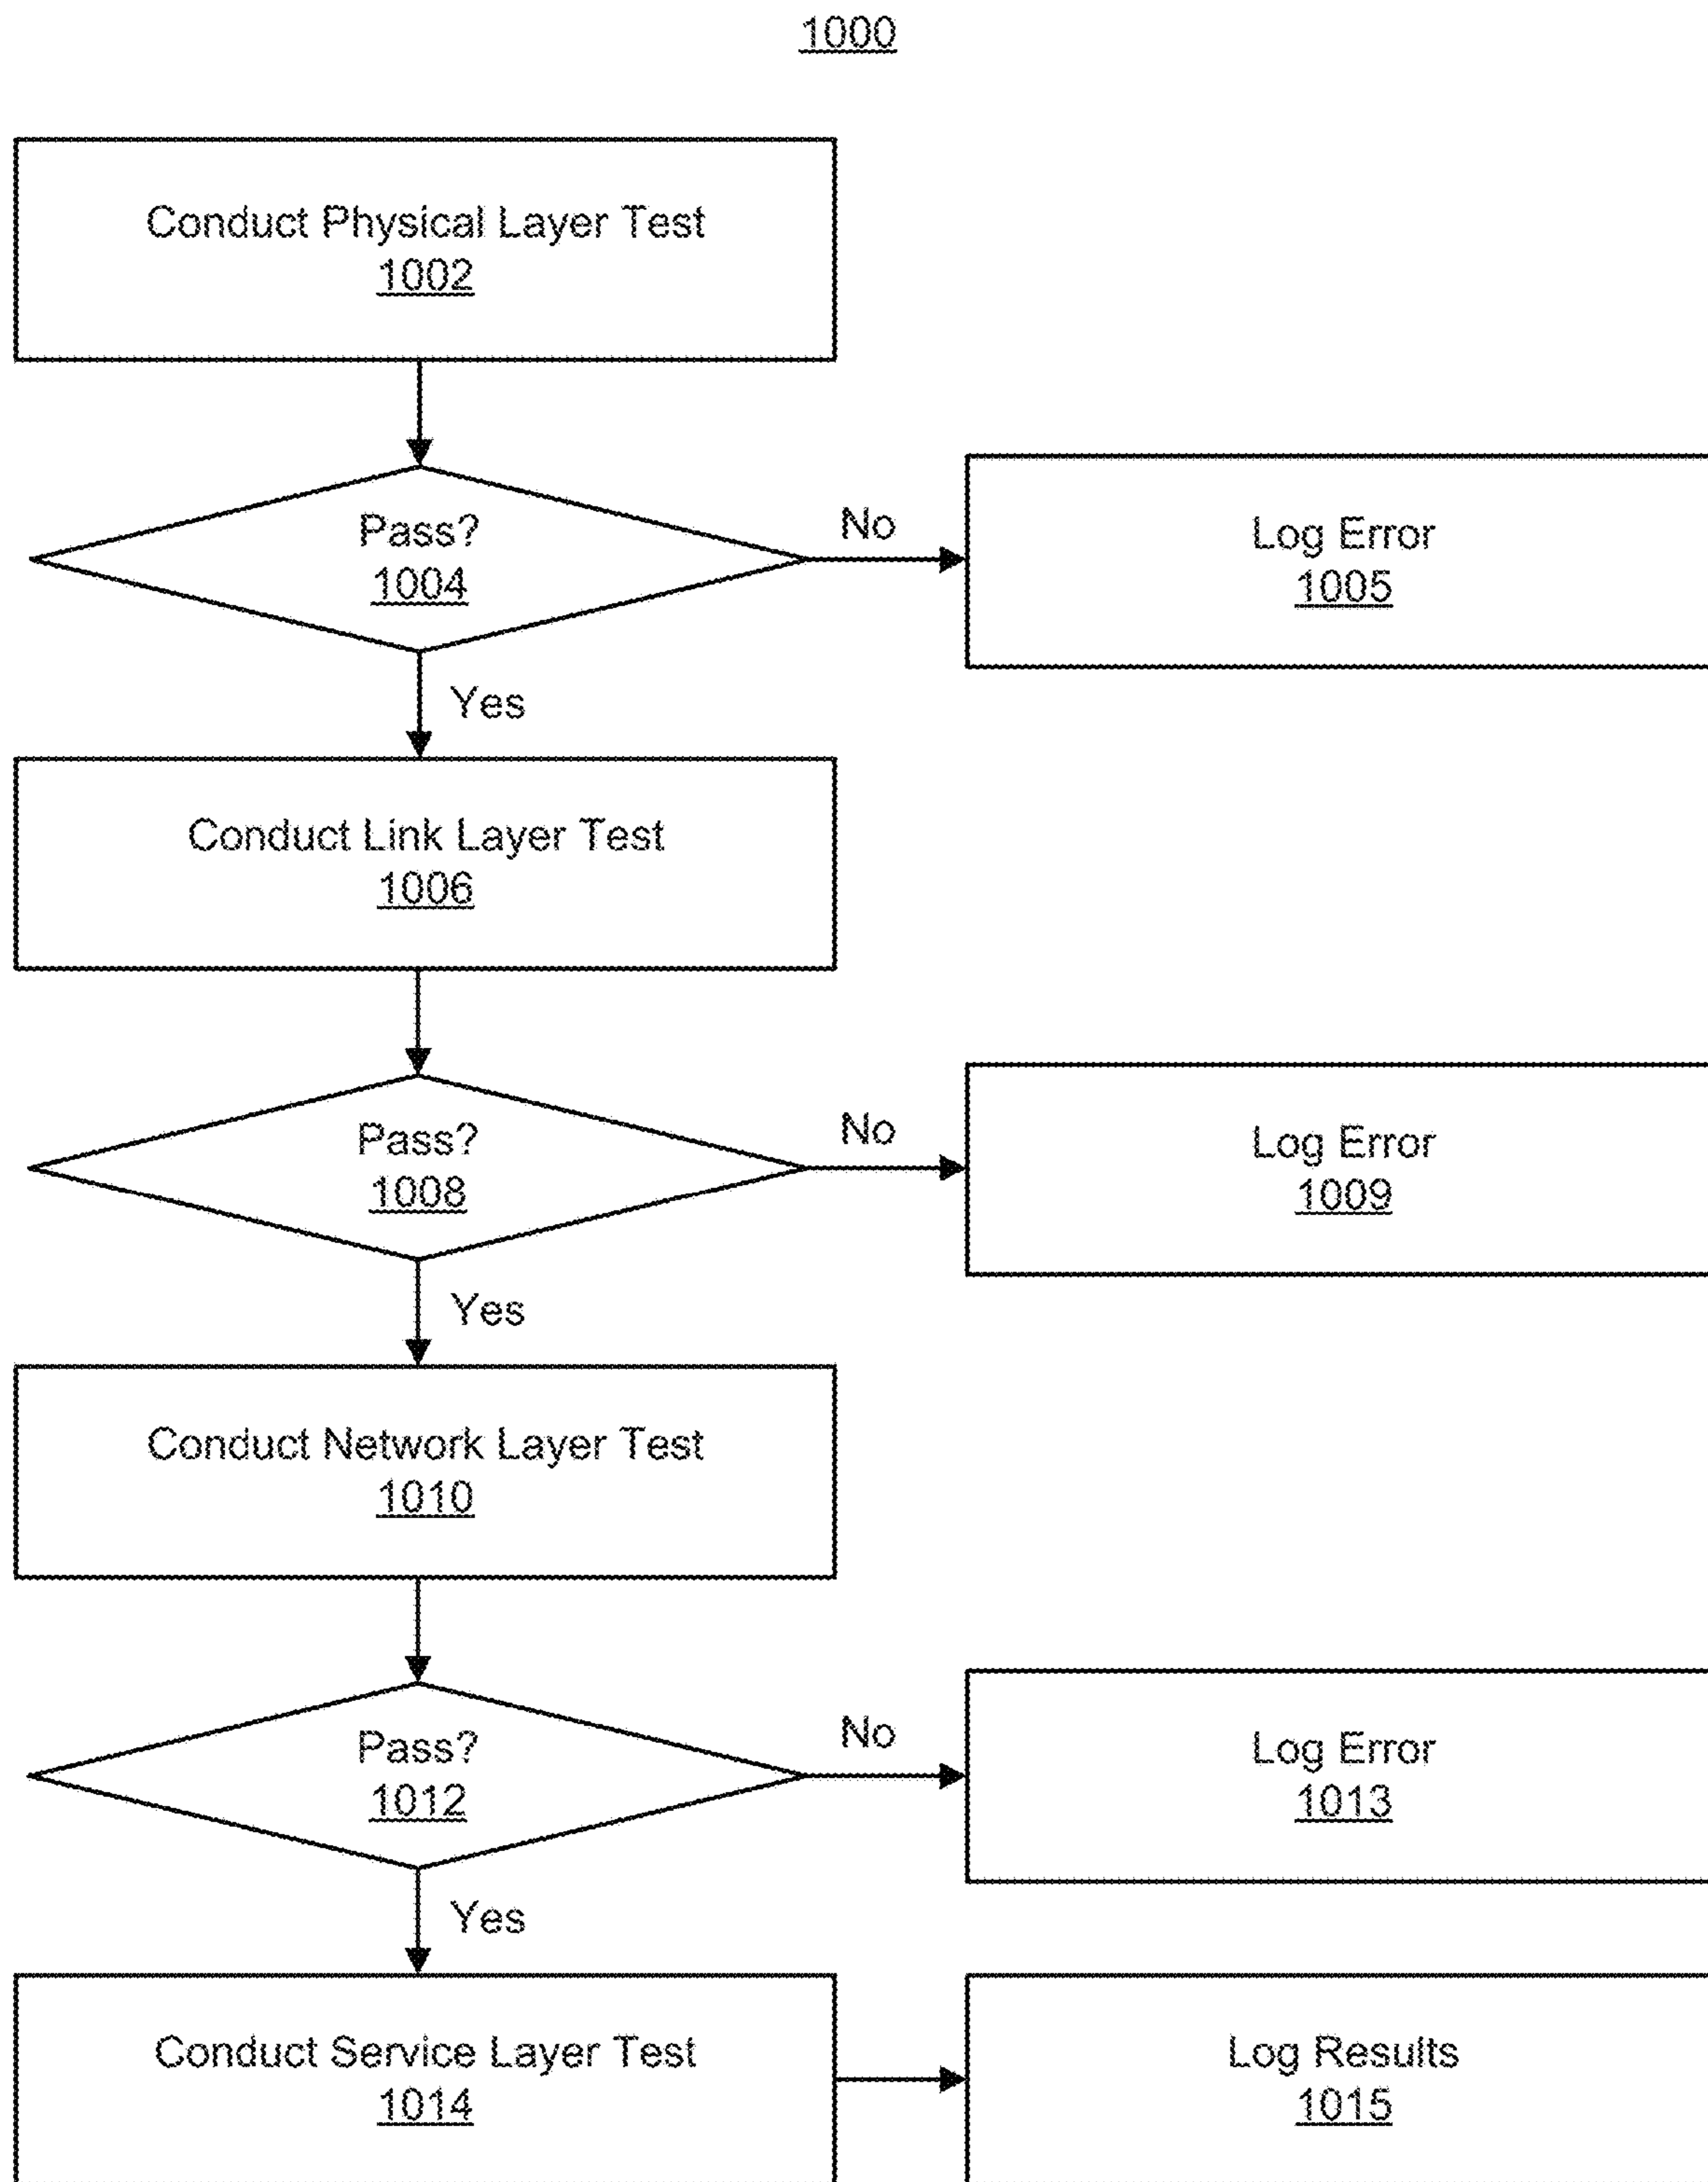 1000
Conduct Physical Layer Test
1002
Pass?
1004
No
Log Error
1005
Yes
Conduct Link Layer Test
1006
Pass?
1008
No
Log Error
1009
Yes
Conduct Network Layer Test
1010
Pass?
1012
No
Log Error
1013
Yes
Conduct Service Layer Test
1014
Log Results
1015